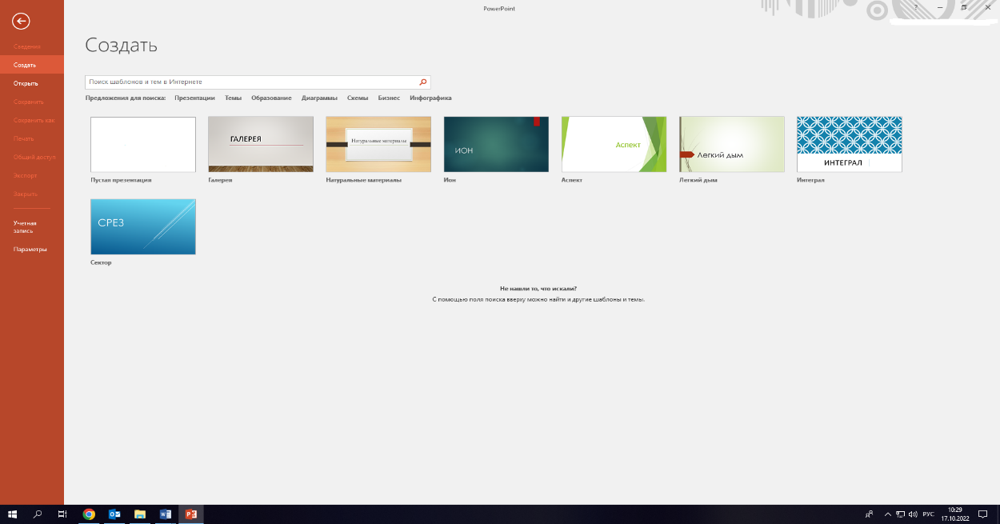 PowerPoint
?
Сведения
Создать
Открыть
Сохранить
Сохранить как
Печать
Общий доступ
Экспорт
Закрыть
Учетная
запись
Параметры
Создать
Поиск шаблонов и тем в Интернете
Предложения для поиска: Презентации Темы Образование Диаграммы Схемы Бизнес Инфографика
ГАЛЕРЕЯ
Натуральные материалы
ИОН
Аспект
Легкий дым
ИНТЕГРАЛ
Пустая презентация Галерея Натуральные материалы Ион Аспект Легкий дым Интеграл
СРЕЗ
Сектор
Не нашли то, что искали?
С помощью поля поиска вверху можно найти и другие шаблоны и темы.
РУС
10:29
17.10.2022